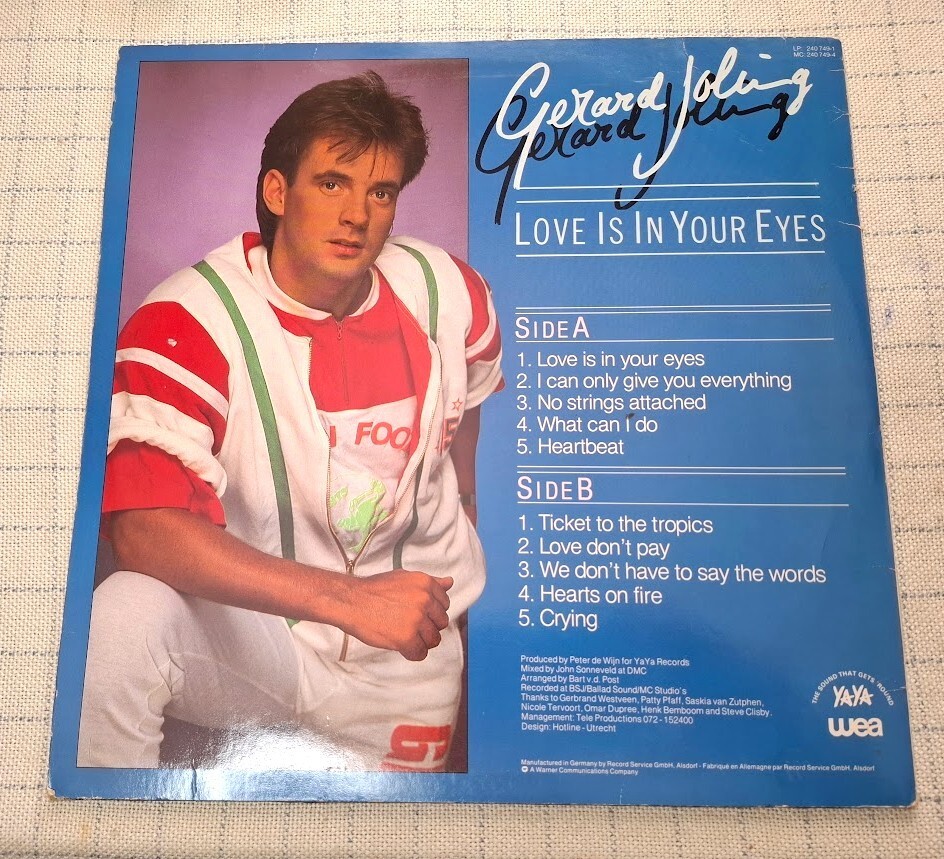 LP: 240 749-1
MC: 240 749-4
Gerard Joling
Gerard Joling
LOVE IS IN YOUR EYES
SIDE A
1. Love is in your eyes
2. I can only give you everything
3. No strings attached
4. What can I do
5. Heartbeat
SIDE B
1. Ticket to the tropics
2. Love don't pay
3. We don't have to say the words
4. Hearts on fire
5. Crying
Produced by Peter de Wijn for YaYa Records
Mixed by John Sonneveld at DMC
Arranged by Bart v.d. Post
Recorded at BSJ/Ballad Sound/MC Studio's
Thanks to Gerbrand Westveen, Patty Pfaff, Saskia van Zutphen,
Nicole Tervoort, Omar Dupree, Henk Bemboom and Steve Clisby.
Management: Tele Productions 072 - 152400
Design: Hotline - Utrecht
THE SOUND THAT GETS 'ROUND
YAYA
wea
Manufactured in Germany by Record Service GmbH, Alsdorf - Fabriqué en Allemagne par Record Service GmbH, Alsdorf
A Warner Communications Company
FOO